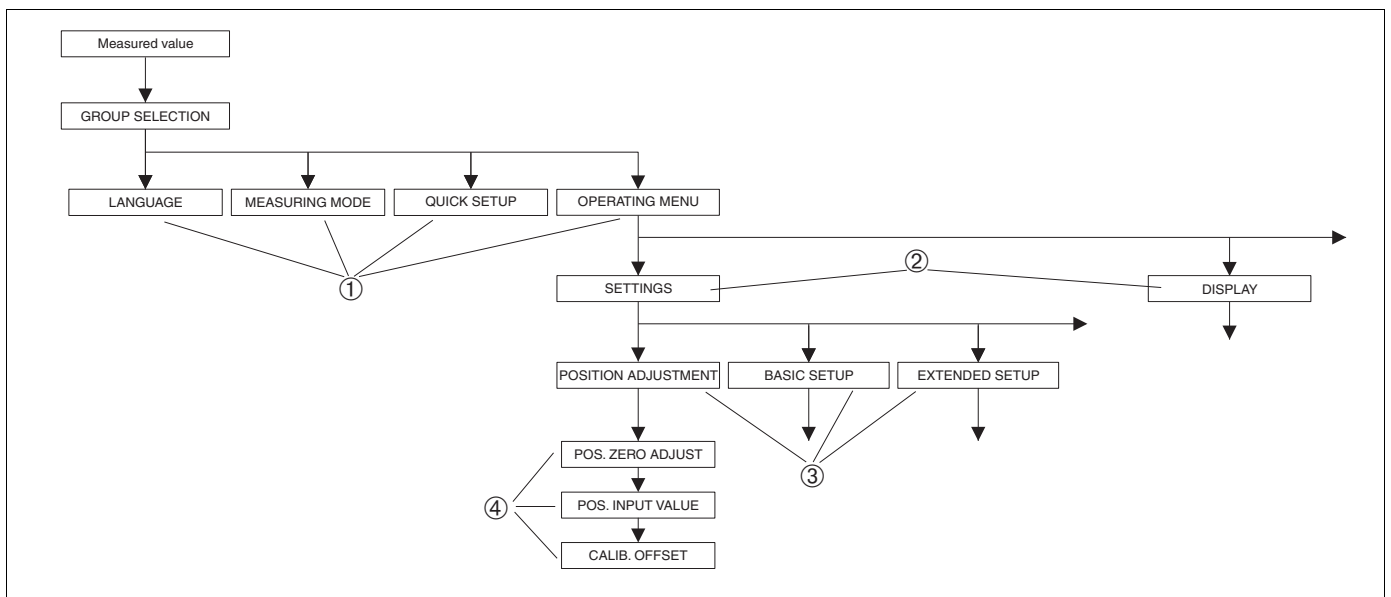 Measured value
GROUP SELECTION
LANGUAGE
MEASURING MODE
QUICK SETUP
OPERATING MENU
①
②
SETTINGS
DISPLAY
POSITION ADJUSTMENT
BASIC SETUP
EXTENDED SETUP
③
POS. ZERO ADJUST
④
POS. INPUT VALUE
CALIB. OFFSET